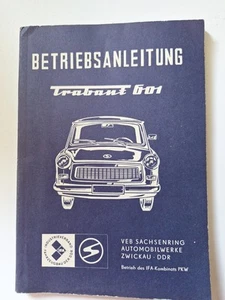 BETRIEBSANLEITUNG
Trabant 601
VEB SACHSENRING
AUTOMOBILWERKE
ZWICKAU · DDR
Betrieb des IFA-Kombinats PKW